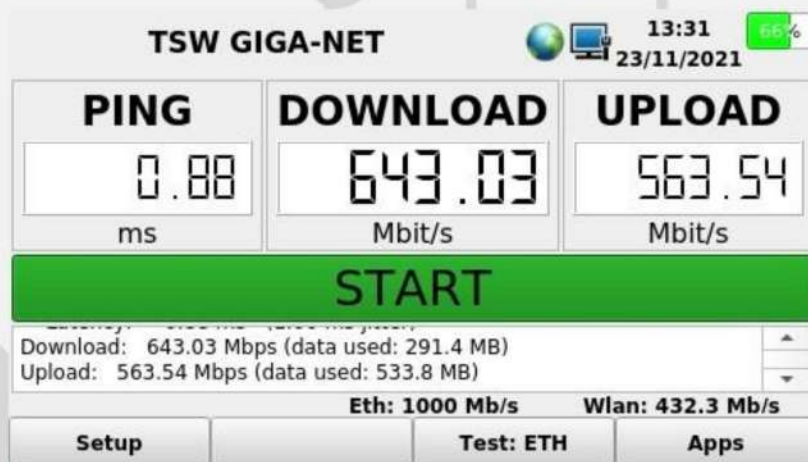 TSW GIGA-NET
13:31
23/11/2021
66%
PING
DOWNLOAD
UPLOAD
0.88
643.03
563.54
ms
Mbit/s
Mbit/s
START
Download: 643.03 Mbps (data used: 291.4 MB)
Upload: 563.54 Mbps (data used: 533.8 MB)
Eth: 1000 Mb/s Wlan: 432.3 Mb/s
Setup
Test: ETH
Apps